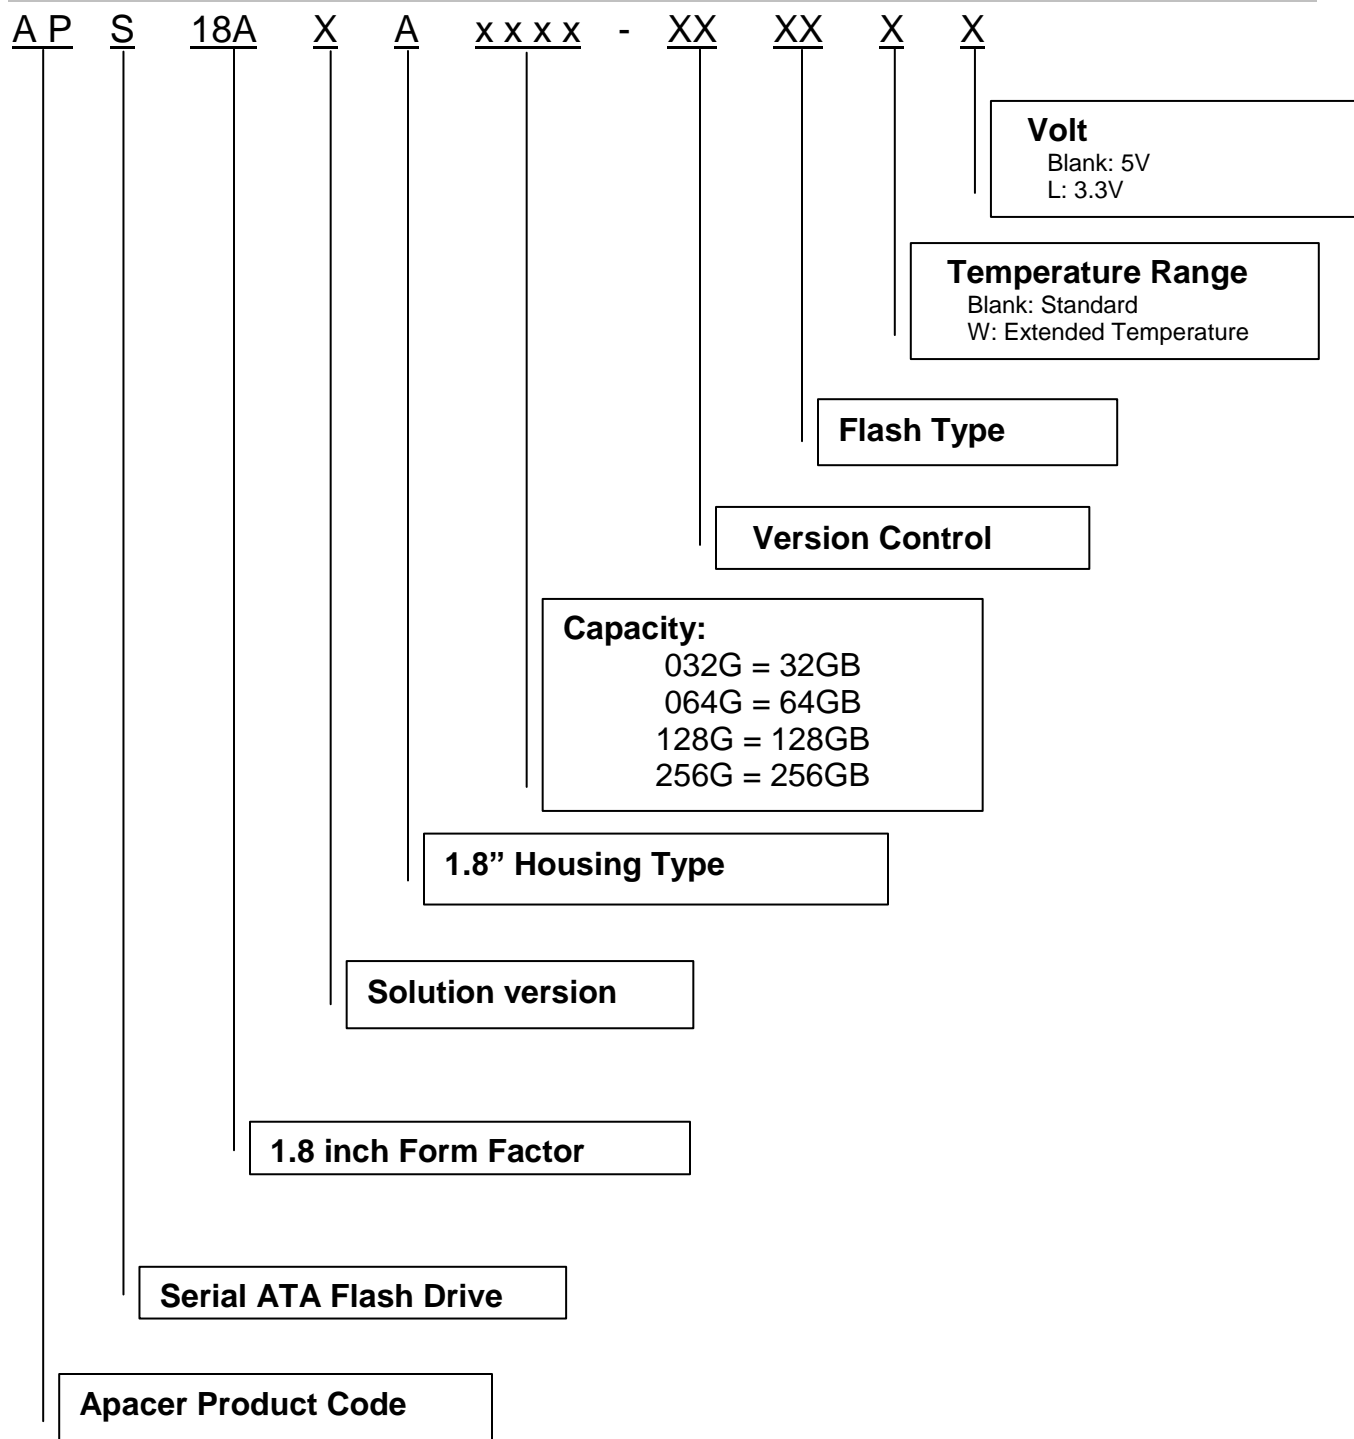 A P S 18A X A x x x x - XX XX X X
Volt
Blank: 5V
L: 3.3V
Temperature Range
Blank: Standard
W: Extended Temperature
Flash Type
Version Control
Capacity:
032G = 32GB
064G = 64GB
128G = 128GB
256G = 256GB
1.8” Housing Type
Solution version
1.8 inch Form Factor
Serial ATA Flash Drive
Apacer Product Code